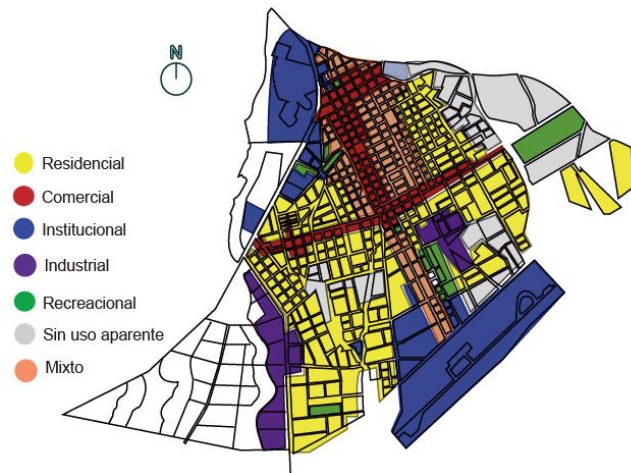 N
Residencial
Comercial
Institucional
Industrial
Recreacional
Sin uso aparente
Mixto